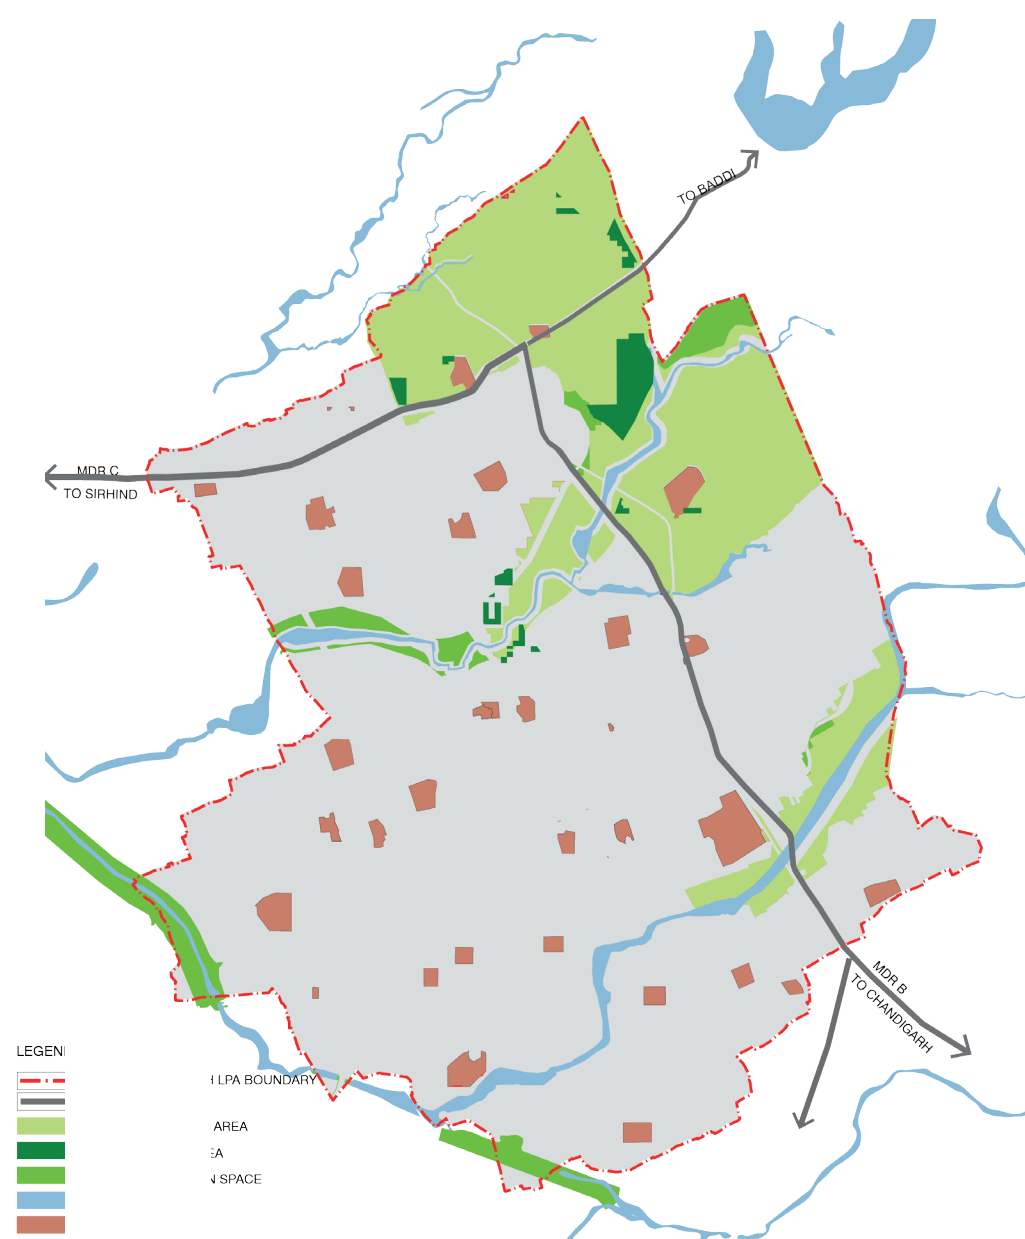 TO BADDI
MDR C
TO SIRHIND
MDR B
TO CHANDIGARH
LEGEN
H LPA BOUNDARY
AREA
EA
N SPACE